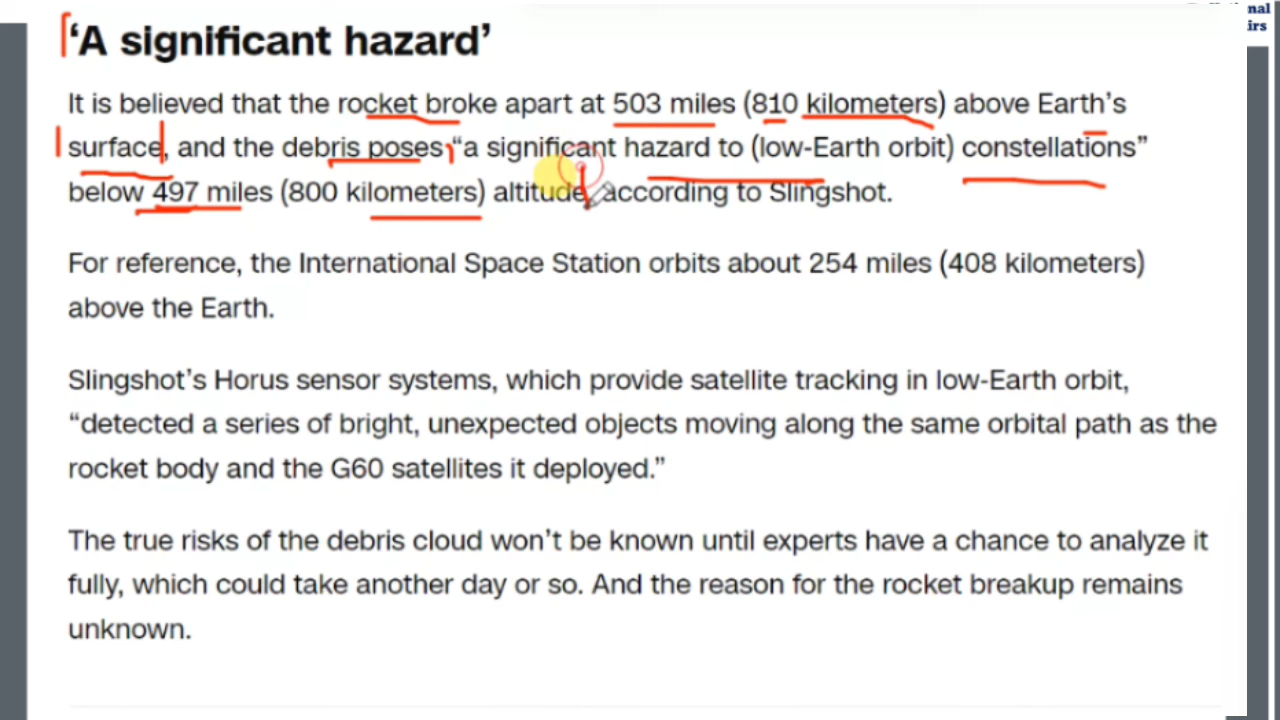 ‘A significant hazard’
It is believed that the rocket broke apart at 503 miles (810 kilometers) above Earth’s
surface, and the debris poses “a significant hazard to (low-Earth orbit) constellations”
below 497 miles (800 kilometers) altitude, according to Slingshot.
For reference, the International Space Station orbits about 254 miles (408 kilometers)
above the Earth.
Slingshot’s Horus sensor systems, which provide satellite tracking in low-Earth orbit,
“detected a series of bright, unexpected objects moving along the same orbital path as the
rocket body and the G60 satellites it deployed.”
The true risks of the debris cloud won’t be known until experts have a chance to analyze it
fully, which could take another day or so. And the reason for the rocket breakup remains
unknown.